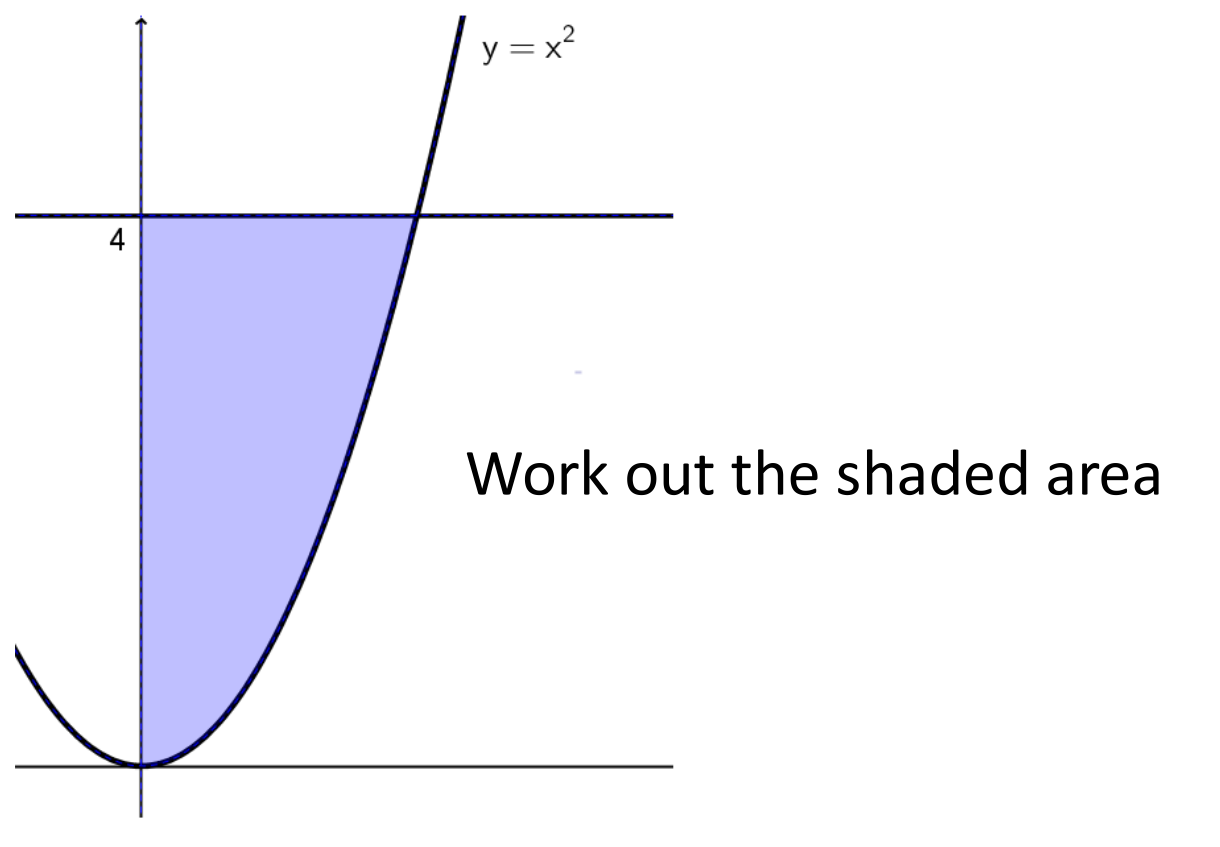 y = x²
4
Work out the shaded area